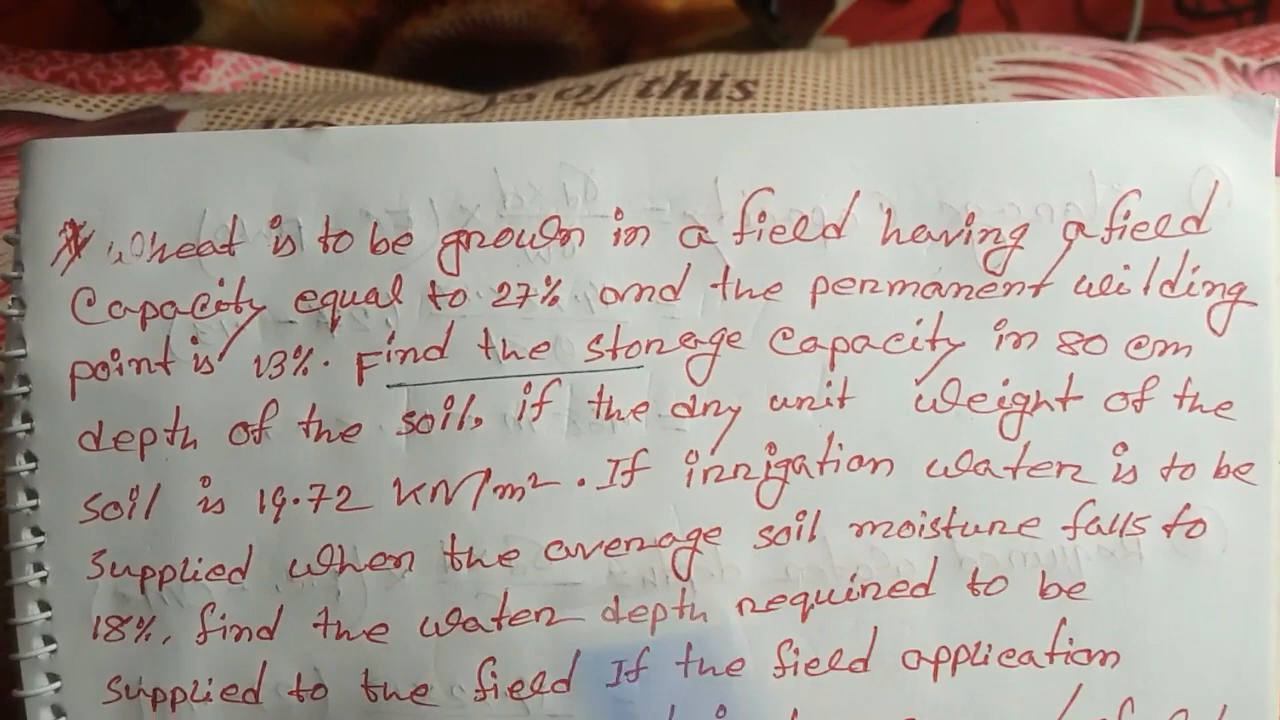 of this
Wheat is to be grown in a field having a field
Capacity equal to 27% and the permanent wilding
point is 13%. Find the storage Capacity in 80 cm
depth of the soil, if the dry unit weight of the
soil is 14.72 KN/m². If irrigation water is to be
Supplied when the average soil moisture falls to
18%, find the water depth required to be
Supplied to the field If the field application